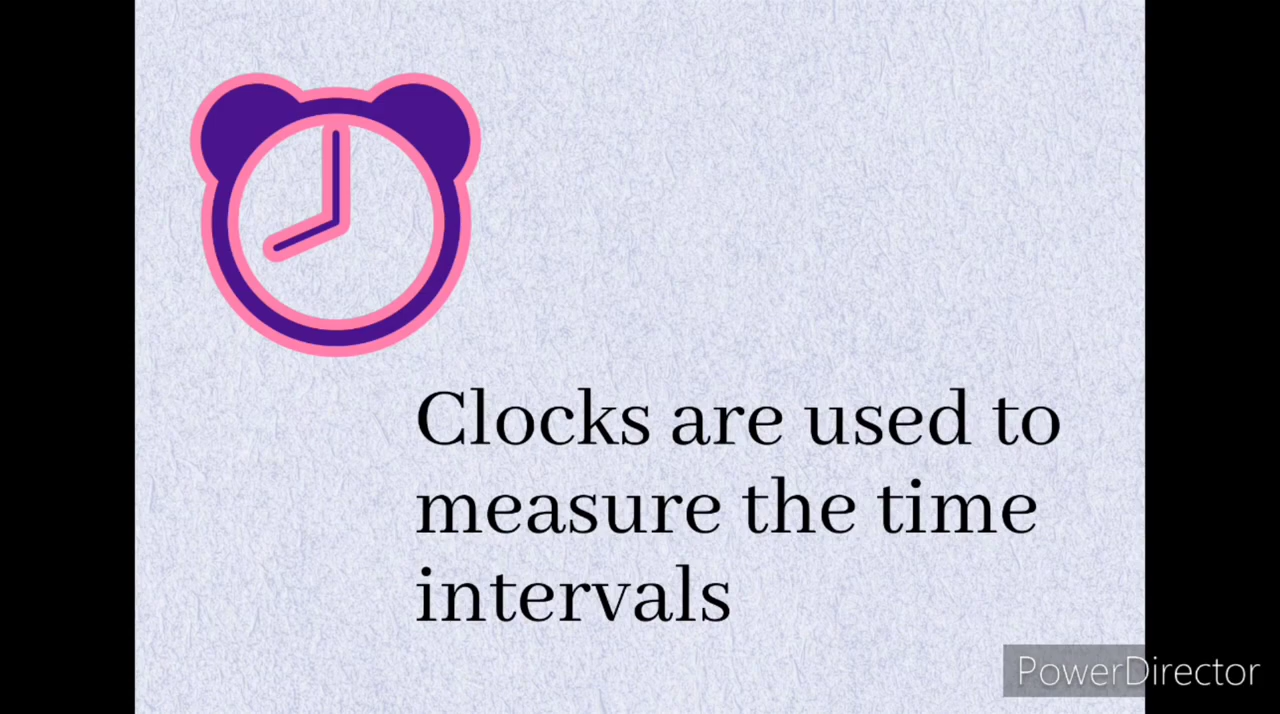 Clocks are used to
measure the time
intervals
PowerDirector